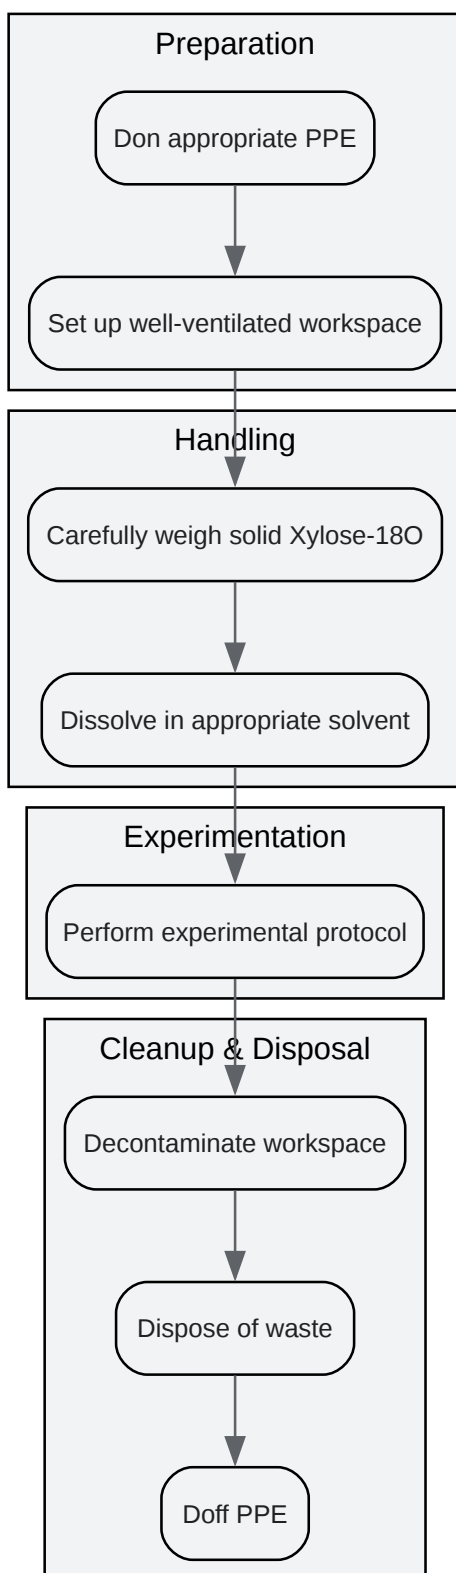 Preparation
Don appropriate PPE
Set up well-ventilated workspace
Handling
Carefully weigh solid Xylose-18O
Dissolve in appropriate solvent
Experimentation
Perform experimental protocol
Cleanup & Disposal
Decontaminate workspace
Dispose of waste
Doff PPE